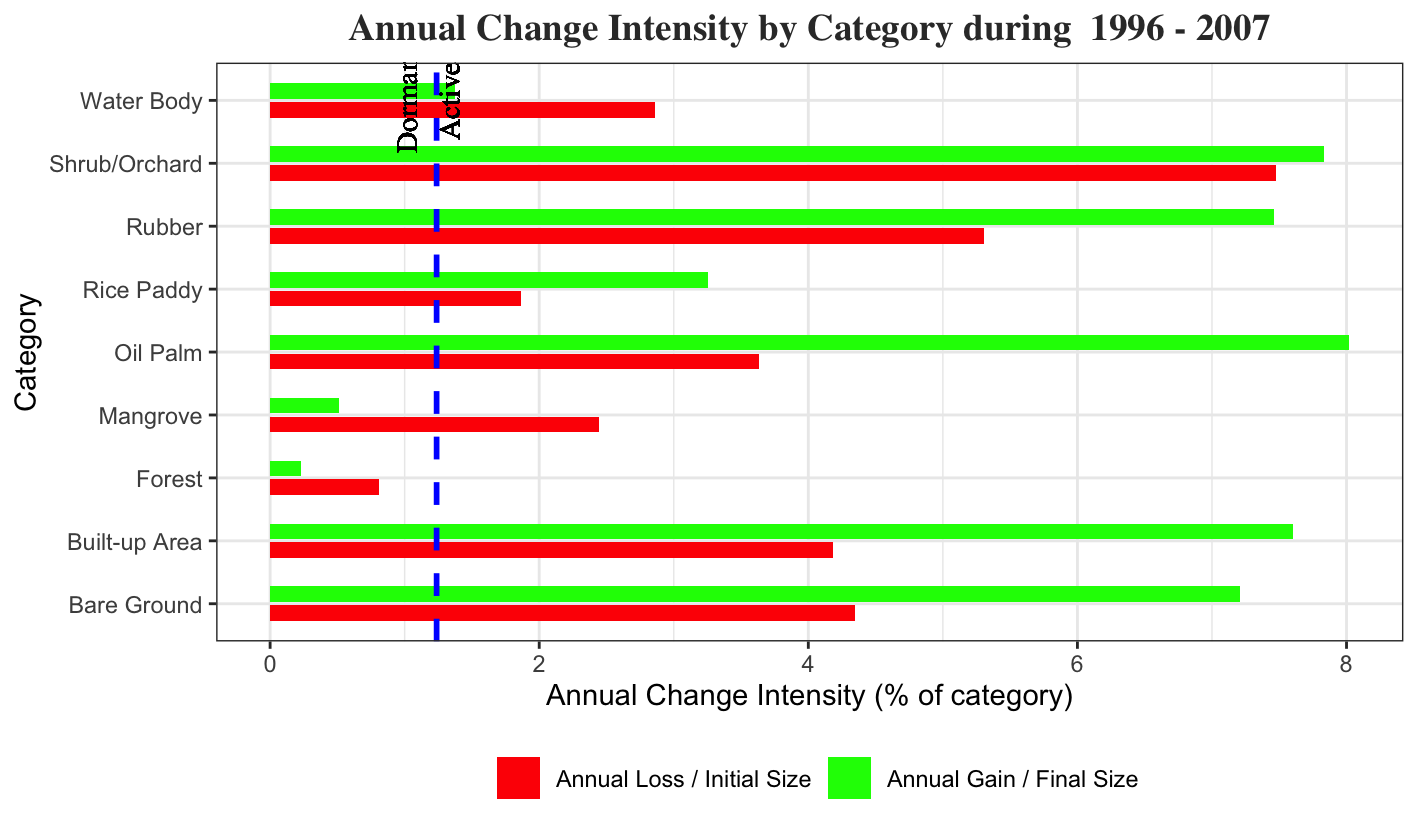 Annual Change Intensity by Category during 1996 - 2007
Dorman
Active
Water Body
Shrub/Orchard
Rubber
Rice Paddy
Oil Palm
Mangrove
Forest
Built-up Area
Bare Ground
Category
0 2 4 6 8
Annual Change Intensity (% of category)
Annual Loss / Initial Size Annual Gain / Final Size